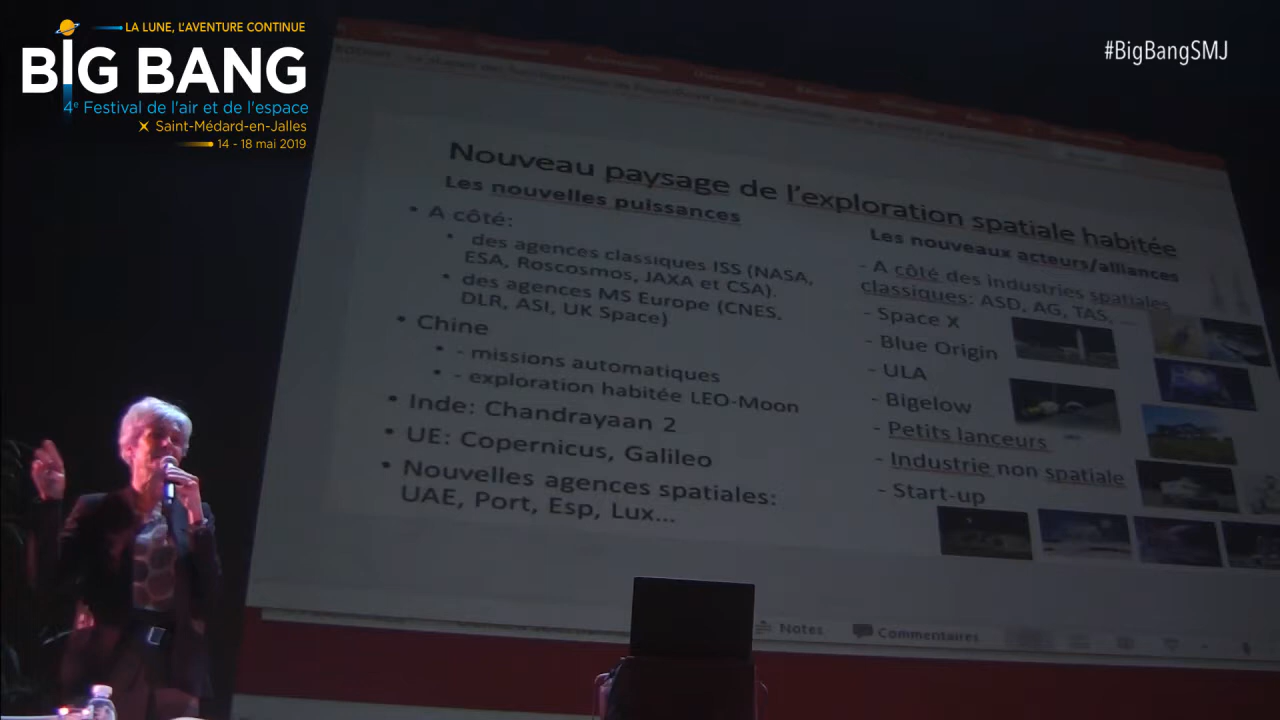 LA LUNE, L'AVENTURE CONTINUE
BIG BANG
4e Festival de l'air et de l'espace
Saint-Médard-en-Jalles
14 - 18 mai 2019
#BigBangSMJ
Nouveau paysage de l'exploration spatiale habitée
Les nouvelles puissances
• A côté:
• des agences classiques ISS (NASA,
ESA, Roscosmos, JAXA et CSA).
• des agences MS Europe (CNES,
DLR, ASI, UK Space)
• Chine
• - missions automatiques
• - exploration habitée LEO-Moon
• Inde: Chandrayaan 2
• UE: Copernicus, Galileo
• Nouvelles agences spatiales:
UAE, Port, Esp, Lux...
Les nouveaux acteurs/alliances
- A côté des industries spatiales
classiques: ASD, AG, TAS, ...
- Space X
- Blue Origin
- ULA
- Bigelow
- Petits lanceurs
- Industrie non spatiale
- Start-up
Notes
Commentaires